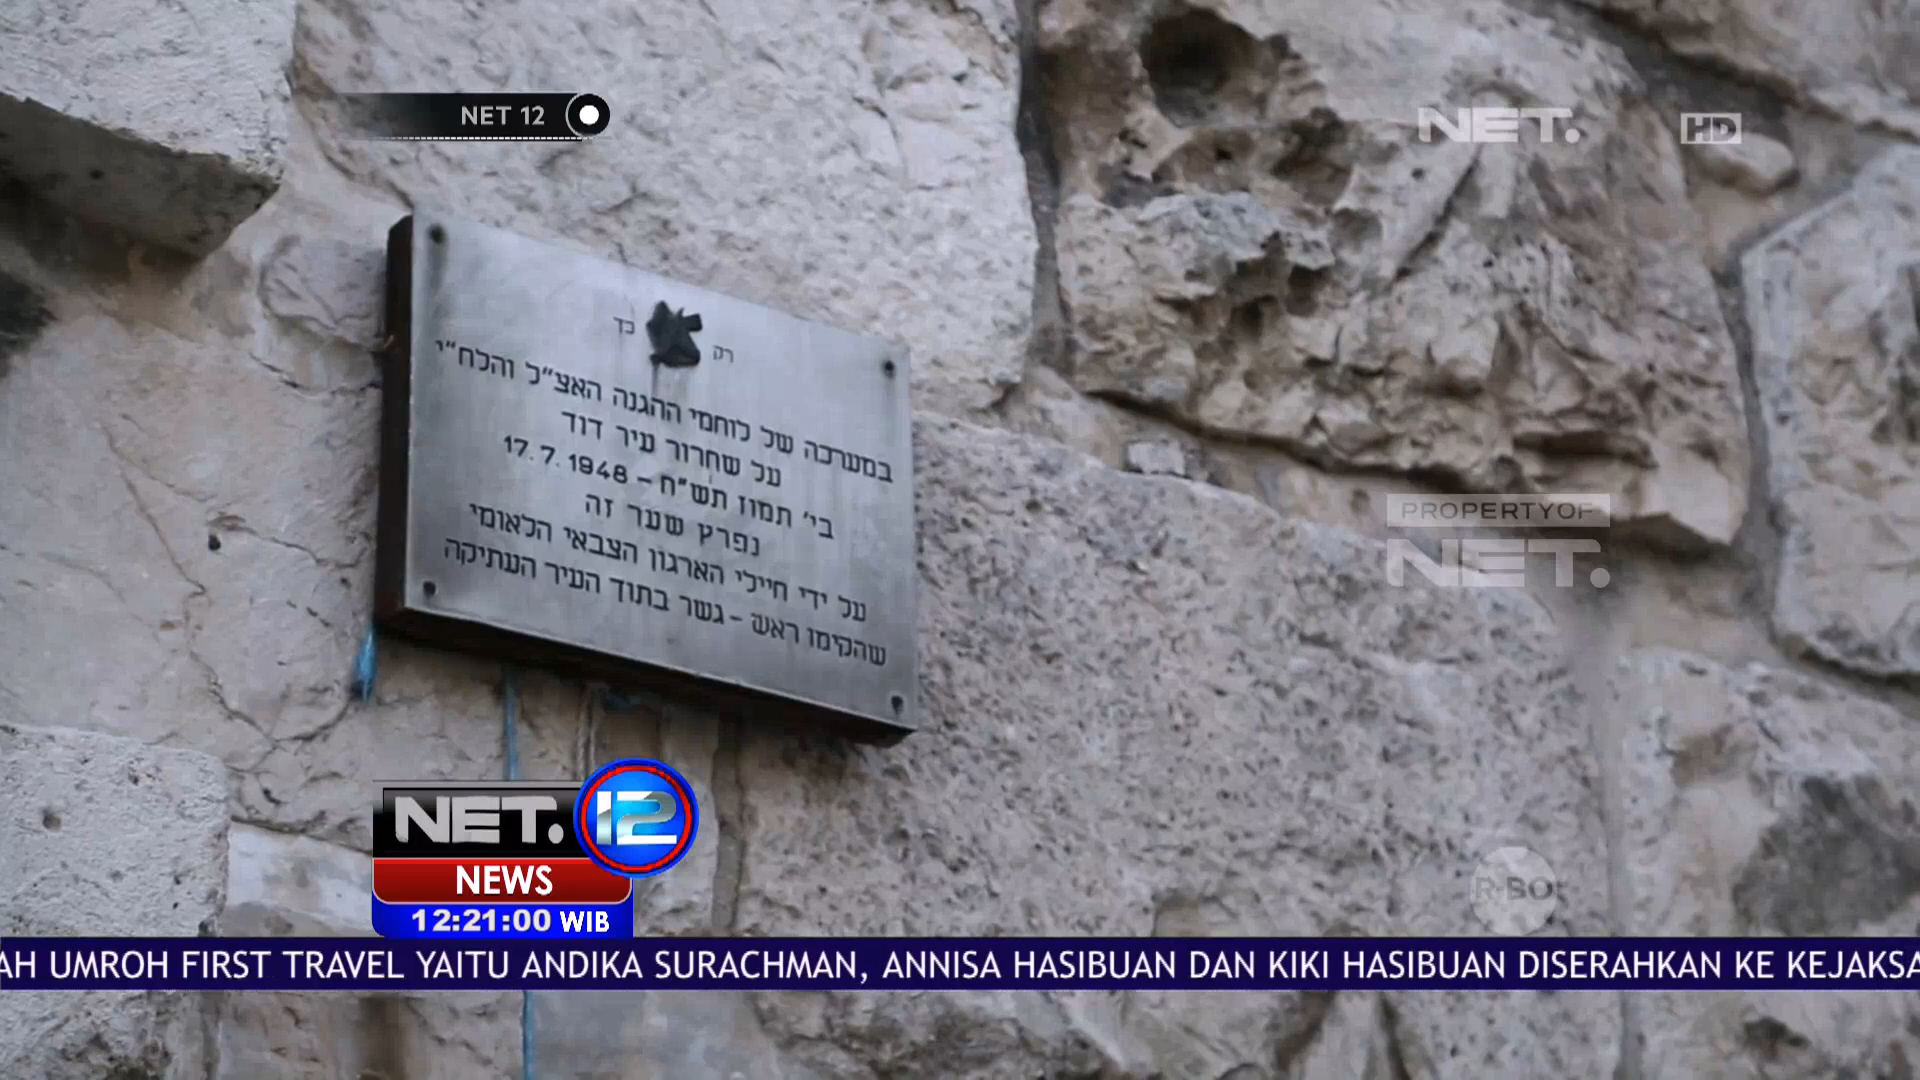 NET 12
NET.
HD
רק כך
במערכה של לוחמי ההגנה האצ״ל והלח״י
על שחרור עיר דוד
בי׳ תמוז תש״ח – 17.7.1948
נפרץ שער זה
על ידי חיילי הארגון הצבאי הלאומי
שהקימו ראש – גשר בתוך העיר העתיקה
PROPERTY OF
NET.
NET. 12
NEWS
R-BO
12:21:00 WIB
AH UMROH FIRST TRAVEL YAITU ANDIKA SURACHMAN, ANNISA HASIBUAN DAN KIKI HASIBUAN DISERAHKAN KE KEJAKSA